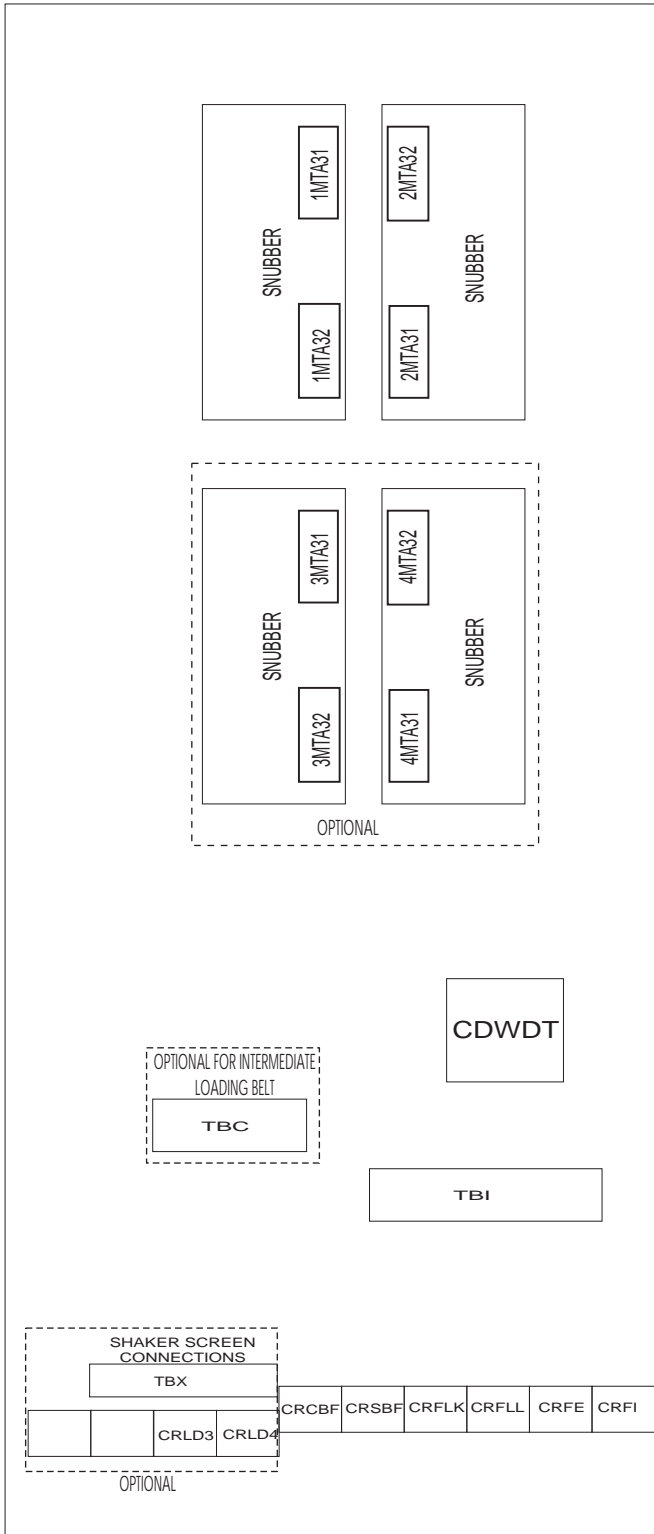 1MTA31
2MTA32
SNUBBER
SNUBBER
1MTA32
2MTA31
3MTA31
4MTA32
SNUBBER
SNUBBER
3MTA32
4MTA31
OPTIONAL
CDWDT
OPTIONAL FOR INTERMEDIATE
LOADING BELT
TBC
TBI
SHAKER SCREEN
CONNECTIONS
TBX
CRLD3
CRLD4
CRCBF
CRSBF
CRFLK
CRFLL
CRFE
CRFI
OPTIONAL